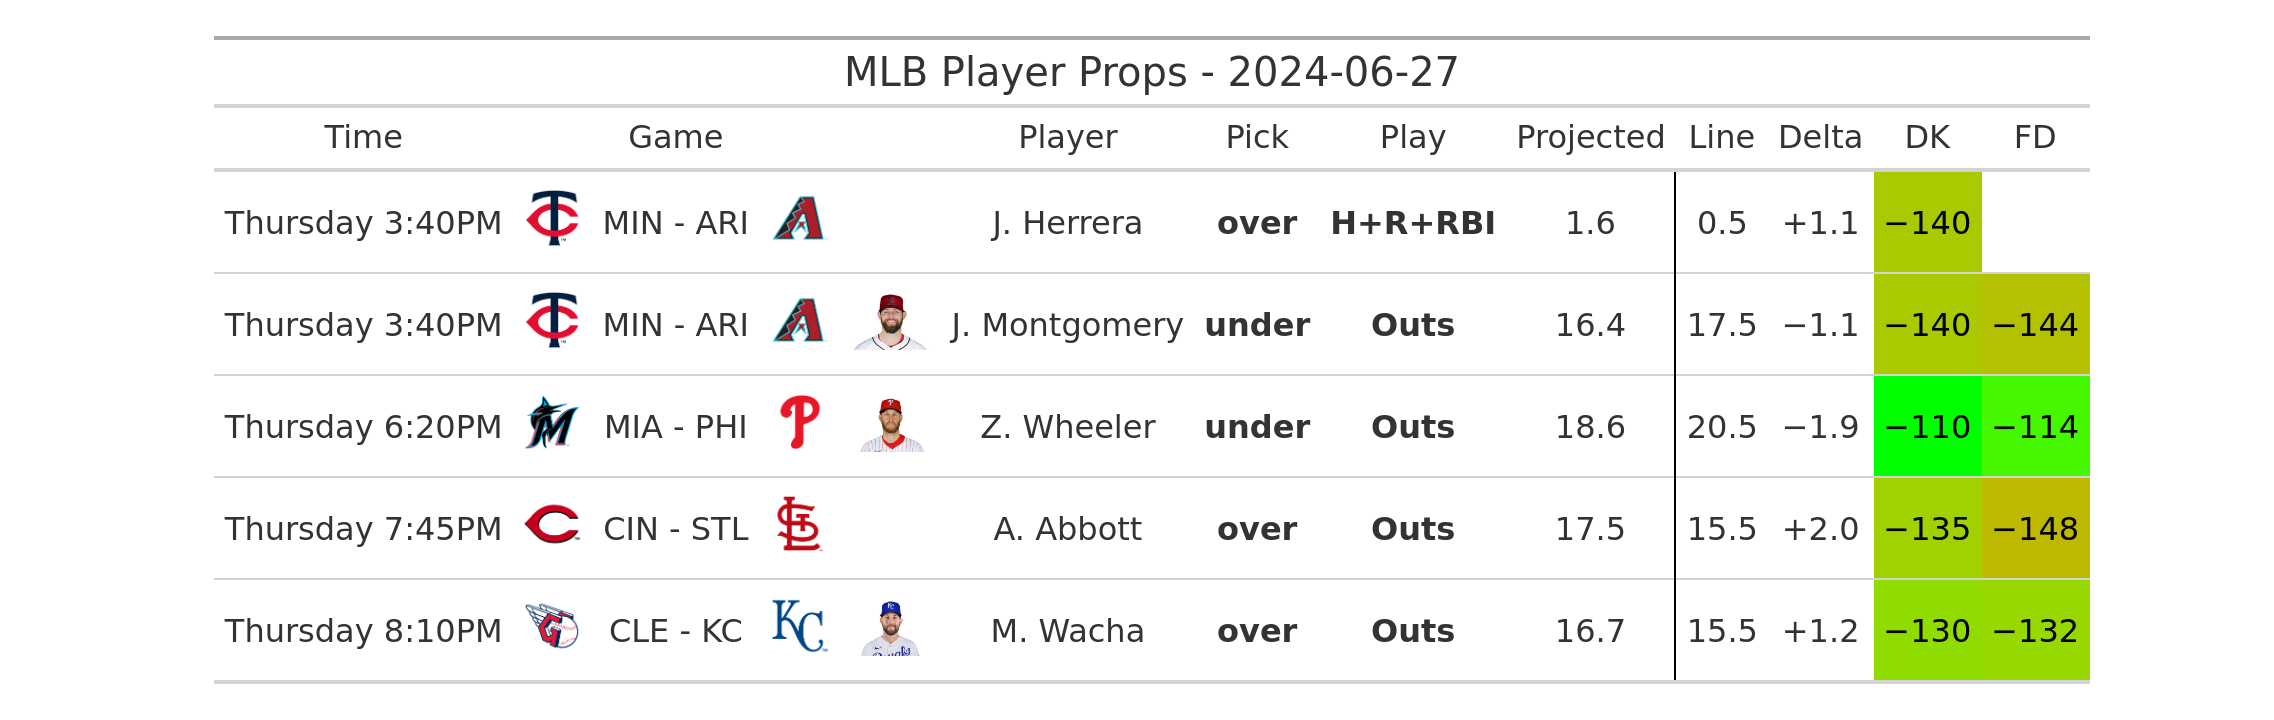 MLB Player Props - 2024-06-27
Time Game Player Pick Play Projected Line Delta DK FD
Thursday 3:40PM MIN - ARI J. Herrera over H+R+RBI 1.6 0.5 +1.1 −140
Thursday 3:40PM MIN - ARI J. Montgomery under Outs 16.4 17.5 −1.1 −140 −144
Thursday 6:20PM MIA - PHI Z. Wheeler under Outs 18.6 20.5 −1.9 −110 −114
Thursday 7:45PM CIN - STL A. Abbott over Outs 17.5 15.5 +2.0 −135 −148
Thursday 8:10PM CLE - KC M. Wacha over Outs 16.7 15.5 +1.2 −130 −132